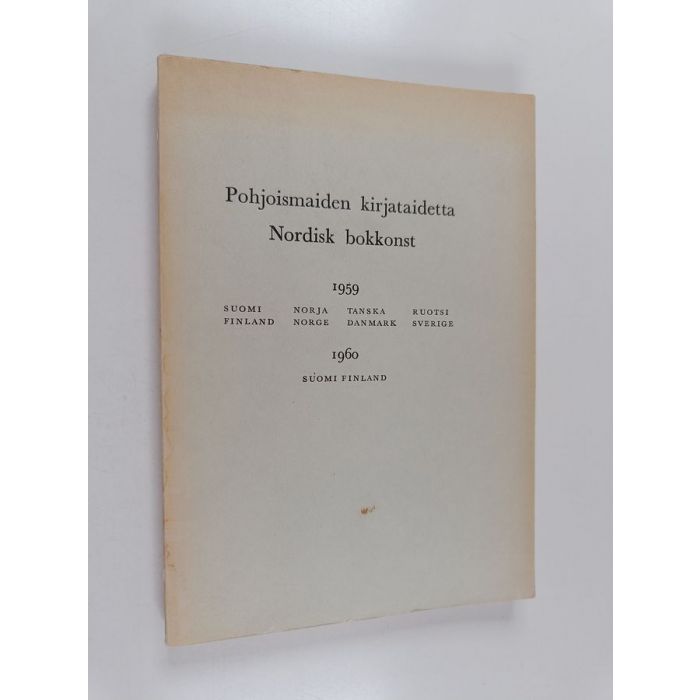 Pohjoismaiden kirjataidetta
Nordisk bokkonst
1959
SUOMI NORJA TANSKA RUOTSI
FINLAND NORGE DANMARK SVERIGE
1960
SUOMI FINLAND